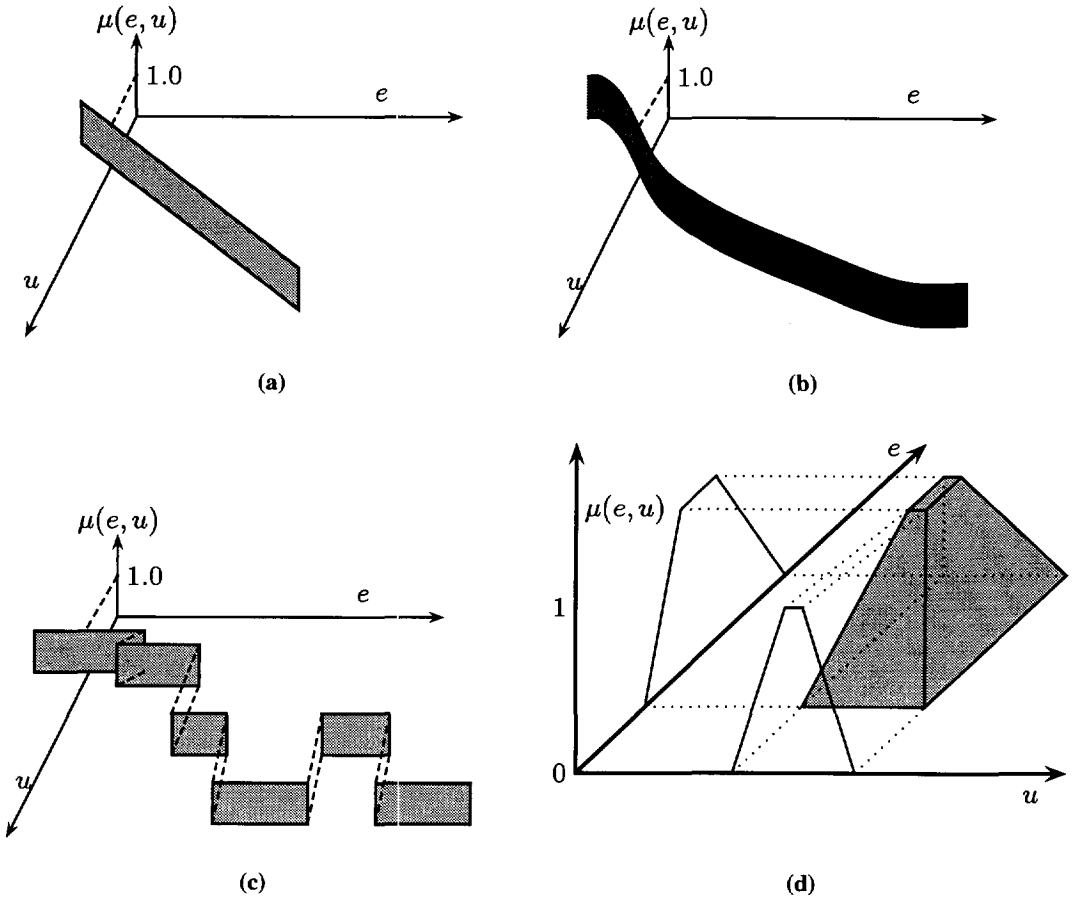 μ(e, u)
1.0
e
u
(a)
μ(e, u)
1.0
e
u
(b)
μ(e, u)
1.0
e
u
(c)
e
μ(e, u)
1
0
u
(d)